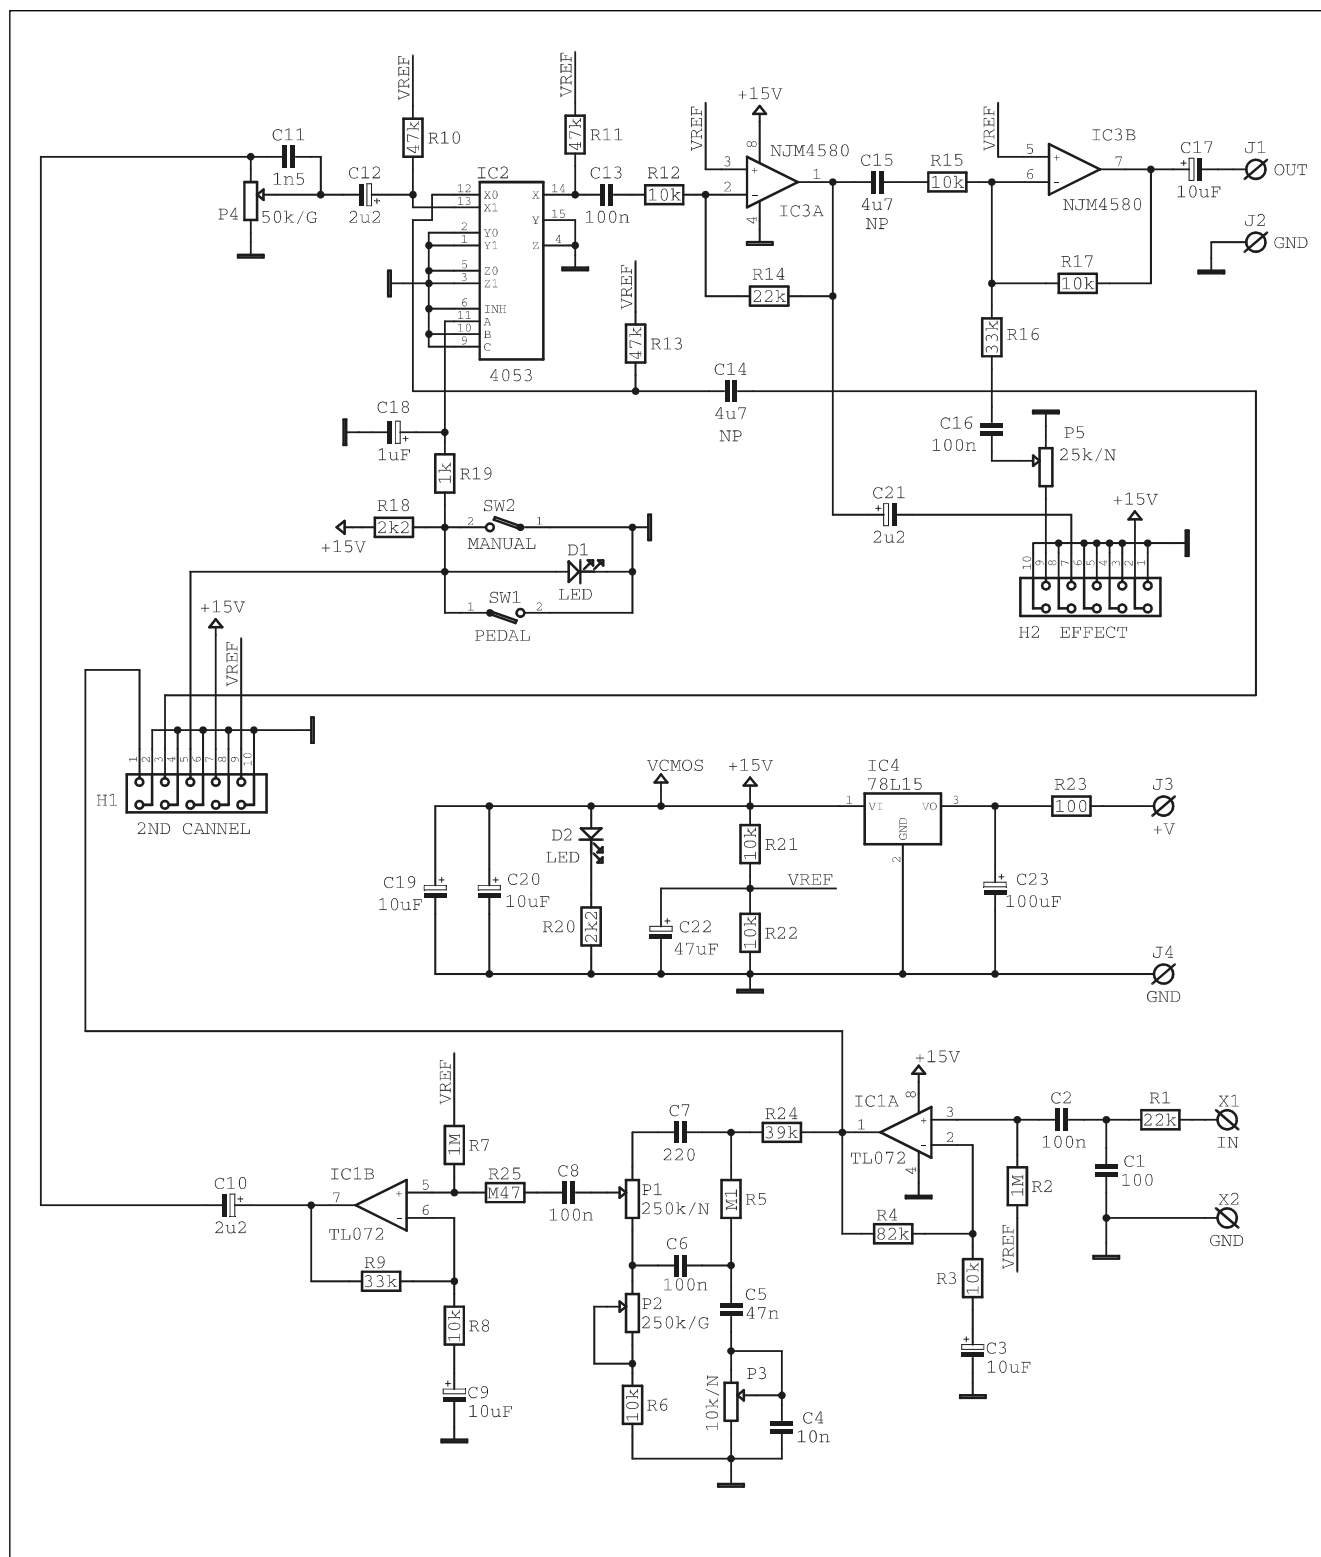 VREF
47k
R10
C11
1n5
P4
50k/G
C12
+
2u2
VREF
47k
R11
IC2
12 X0
13 X1
2 Y0
1 Y1
5 Z0
3 Z1
6 INH
11 A
10 B
9 C
X 14
Y 15
Z 4
4053
C13
100n
R12
10k
VREF
+15V
8
3 +
2 -
1
4
NJM4580
IC3A
C15
4u7
NP
R14
22k
R15
10k
VREF
5 +
6 -
7
IC3B
NJM4580
C17
+
10uF
J1
OUT
J2
GND
R17
10k
33k
R16
VREF
47k
R13
C14
4u7
NP
C16
100n
P5
25k/N
C18
+
1uF
1k
R19
R18
2k2
+15V
SW2
2 1
MANUAL
D1
LED
SW1
1 2
PEDAL
C21
+
2u2
+15V
10 9 8 7 6 5 4 3 2 1
H2 EFFECT
+15V
VREF
1 2 3 4 5 6 7 8 9 10
H1
2ND CANNEL
VCMOS
+15V
IC4
78L15
1 VI
VO 3
GND
2
R23
100
J3
+V
D2
LED
10k
R21
VREF
C19
+
10uF
C20
+
10uF
R20
2k2
C22
+
47uF
10k
R22
C23
+
100uF
J4
GND
VREF
1M
R7
IC1B
7
5 +
6 -
TL072
C10
+
2u2
R9
33k
10k
R8
C9
+
10uF
R25
M47
C8
100n
C7
220
P1
250k/N
R24
39k
M1
R5
C6
100n
P2
250k/G
C5
47n
10k
R6
P3
10k/N
C4
10n
+15V
IC1A
8
1
3 +
2 -
4
TL072
R4
82k
R3
10k
C3
+
10uF
C2
100n
R1
22k
X1
IN
C1
100
1M
R2
VREF
X2
GND